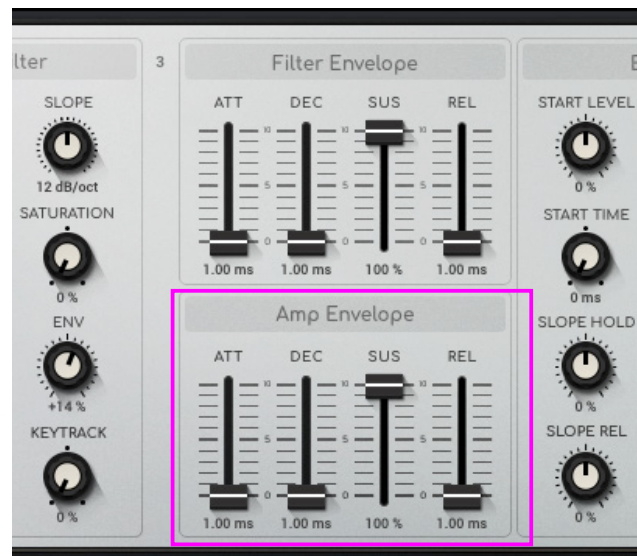 lter
SLOPE
12 dB/oct
SATURATION
0 %
ENV
+14 %
KEYTRACK
0 %
3
Filter Envelope
ATT DEC SUS REL
10 10 10
5 5 5
0 0 0
1.00 ms 1.00 ms 100 % 1.00 ms
Amp Envelope
ATT DEC SUS REL
10 10 10
5 5 5
0 0 0
1.00 ms 1.00 ms 100 % 1.00 ms
E
START LEVEL
0 %
START TIME
0 ms
SLOPE HOLD
0 %
SLOPE REL
0 %